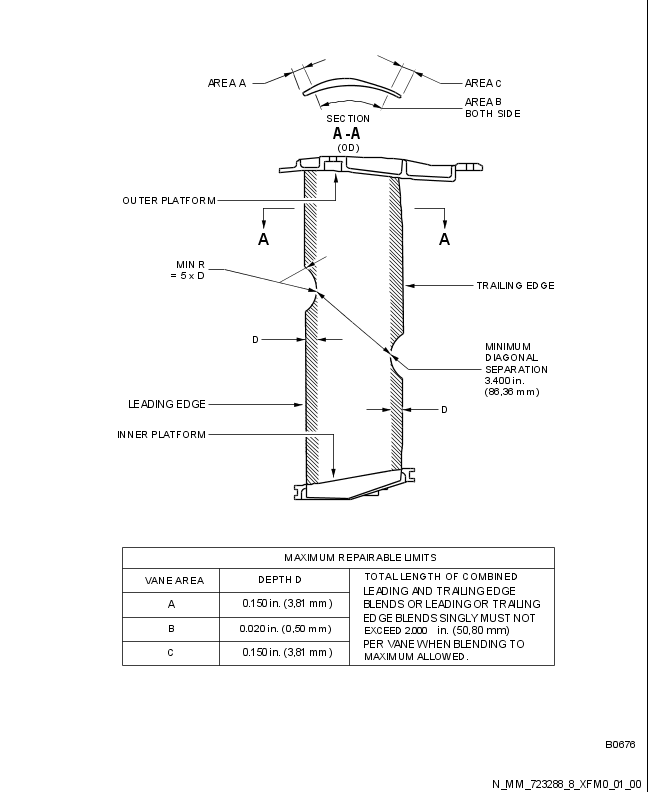 AREA A
AREA C
AREA B
BOTH SIDE
SECTION
A-A
(OD)
OUTER PLATFORM
A
A
MIN R
= 5 x D
TRAILING EDGE
D
MINIMUM
DIAGONAL
SEPARATION
3.400 in.
(86,36 mm)
LEADING EDGE
D
INNER PLATFORM
MAXIMUM REPAIRABLE LIMITS
VANE AREA
DEPTH D
A
0.150 in. (3,81 mm)
B
0.020 in. (0,50 mm)
C
0.150 in. (3,81 mm)
TOTAL LENGTH OF COMBINED
LEADING AND TRAILING EDGE
BLENDS OR LEADING OR TRAILING
EDGE BLENDS SINGLY MUST NOT
EXCEED 2.000 in. (50,80 mm)
PER VANE WHEN BLENDING TO
MAXIMUM ALLOWED.
B0676
N_MM_723288_8_XFM0_01_00